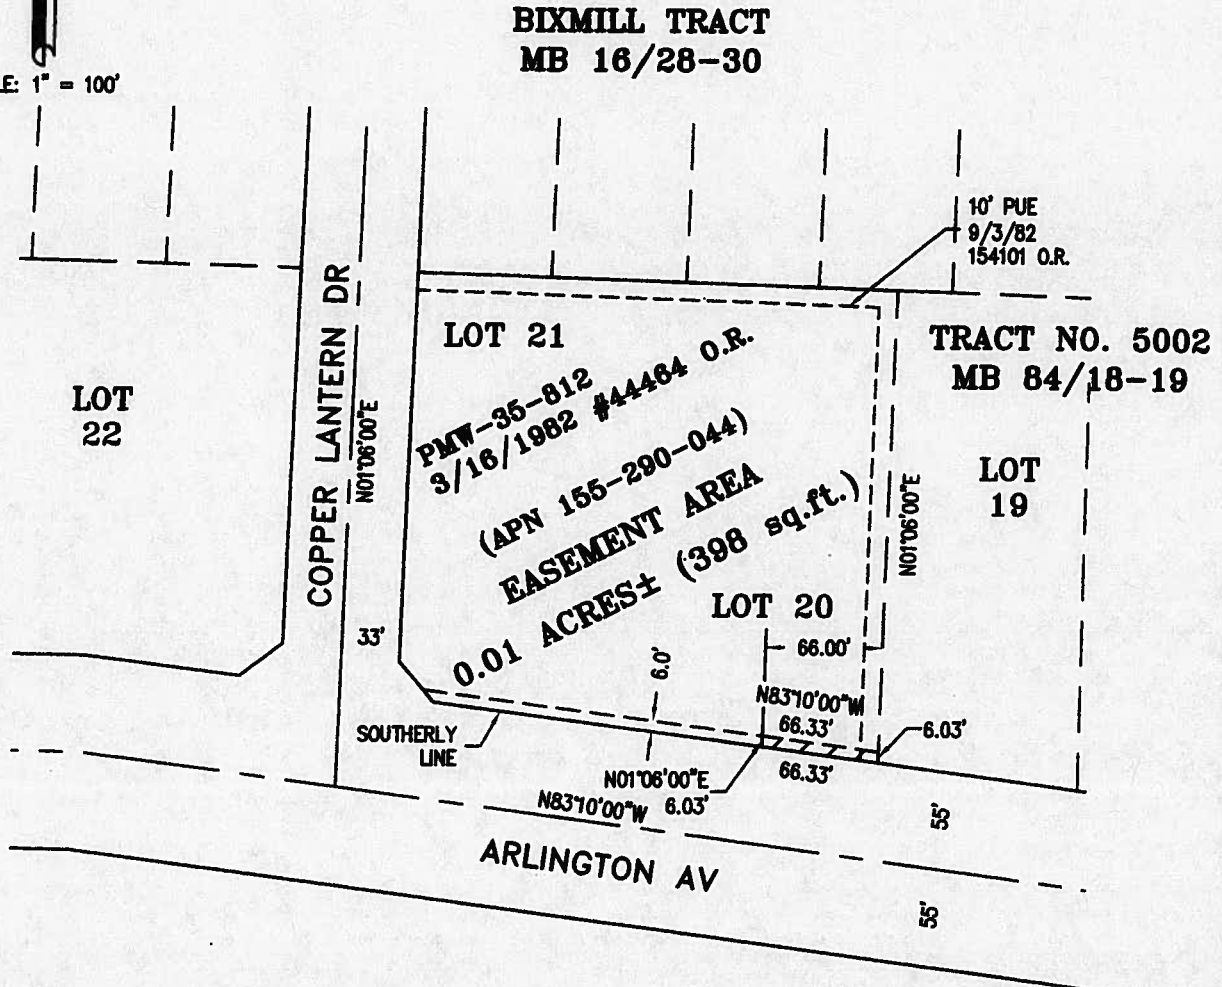 BIXMILL TRACT
MB 16/28-30
LE: 1" = 100'
10' PUE
9/3/82
154101 O.R.
LOT 21
TRACT NO. 5002
MB 84/18-19
LOT
22
COPPER LANTERN DR
N01°06'00"E
PMW-35-812
3/16/1982 #44464 O.R.
(APN 155-290-044)
EASEMENT AREA
0.01 ACRES± (398 sq.ft.)
LOT
19
N01°06'00"E
LOT 20
33'
66.00'
6.0'
N83°10'00"W
66.33'
6.03'
SOUTHERLY
LINE
66.33'
N01°06'00"E
6.03'
N83°10'00"W
55'
ARLINGTON AV
55'